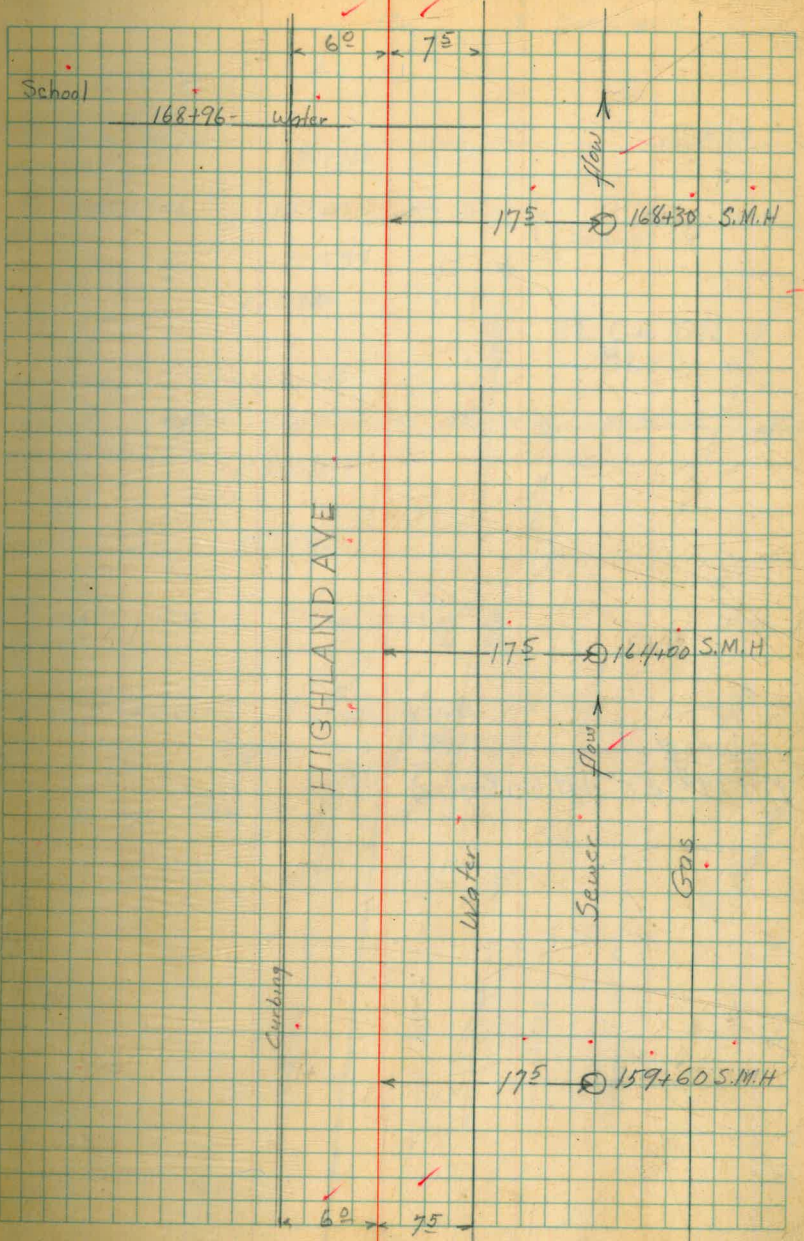 6⁰ 7⁵
School
168+96- Water
flow
17⁵ 168+30 S.M.H
HIGHLAND AVE
17⁵ 164+00 S.M.H
flow
Water
Sewer
Gas
Curbing
17⁵ 159+60 S.M.H
6⁰ 7⁵